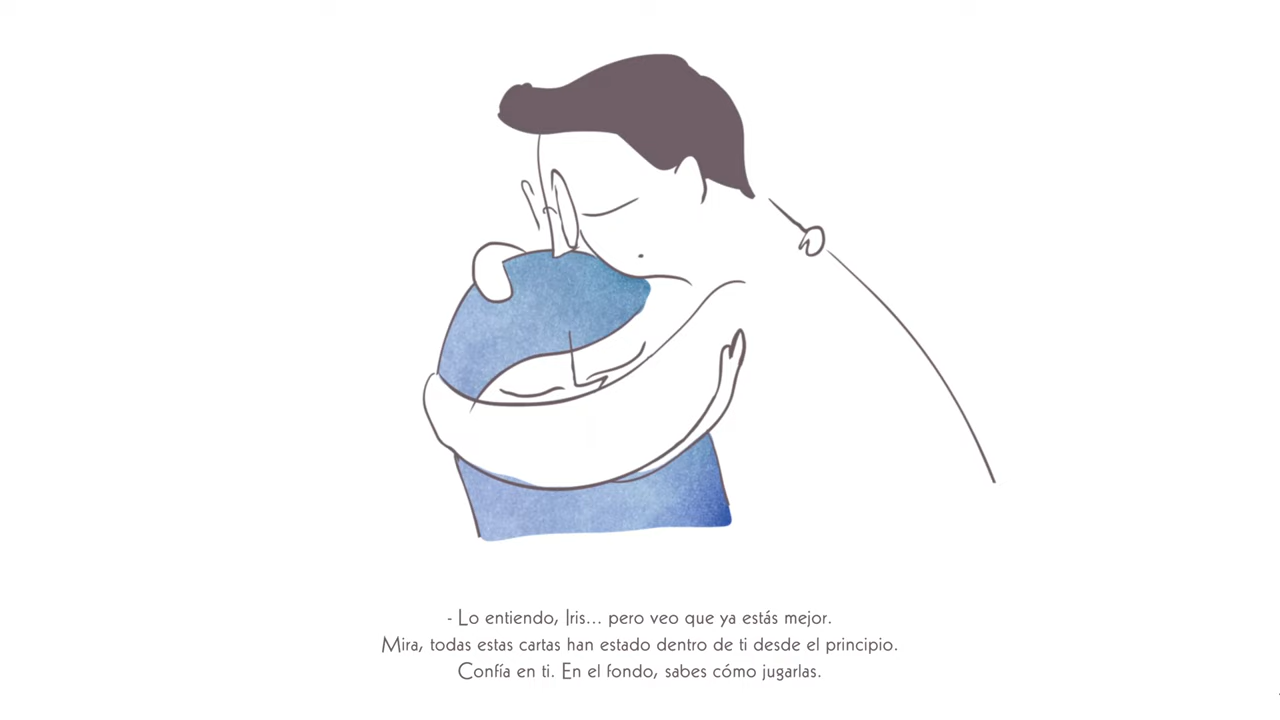 - Lo entiendo, Iris... pero veo que ya estás mejor.
Mira, todas estas cartas han estado dentro de ti desde el principio.
Confía en ti. En el fondo, sabes cómo jugarlas.